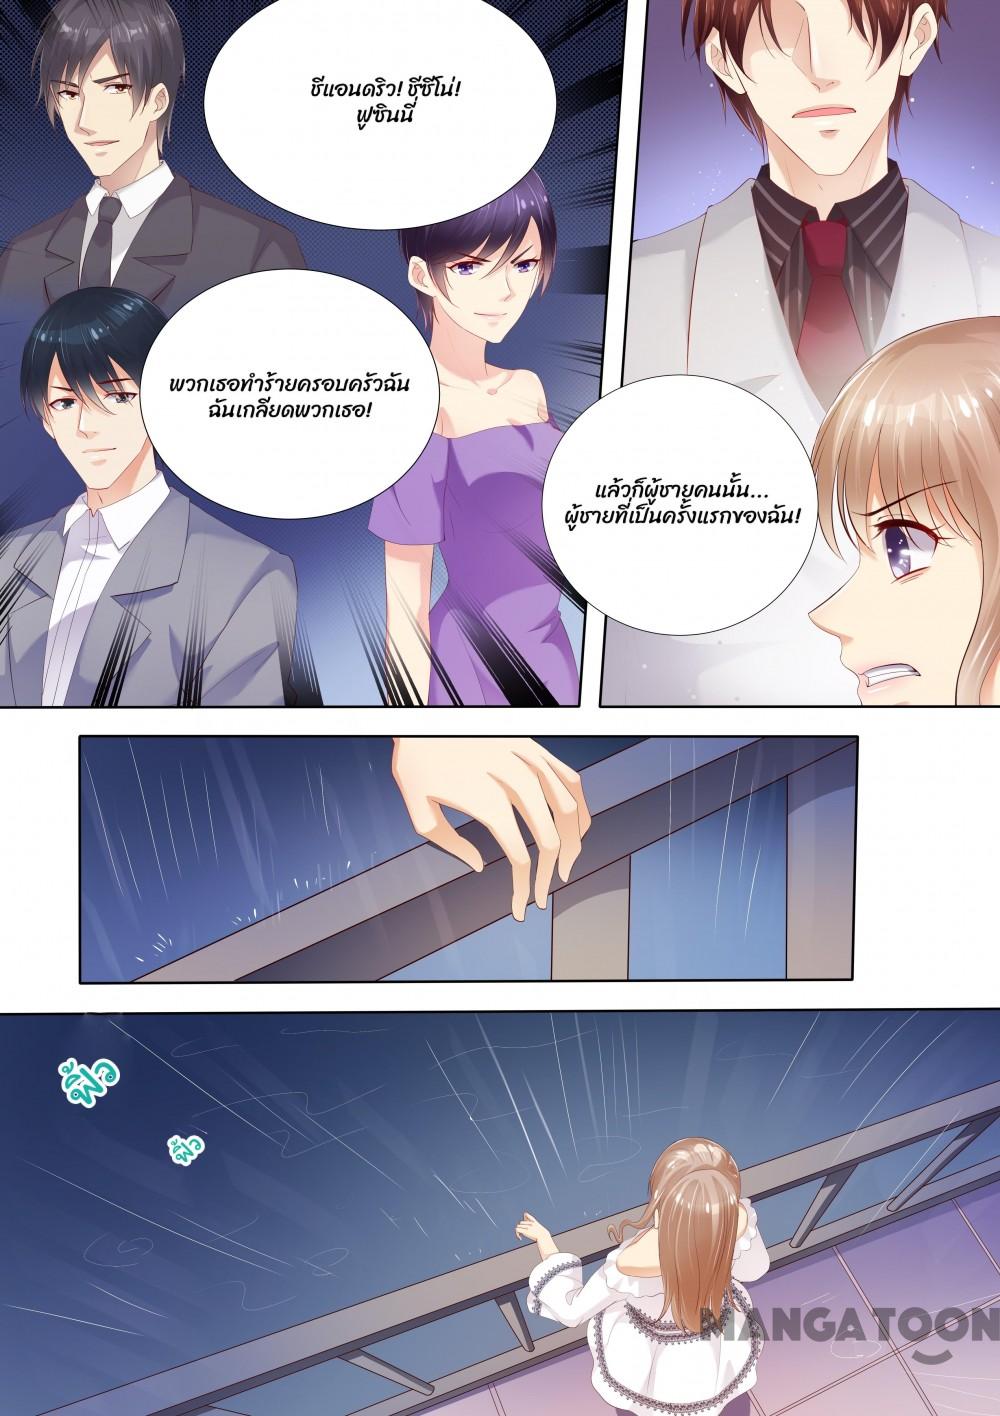 ชีแอนดริว! ชีซีโน่!
ฟูซินนี่
พวกเธอทำร้ายครอบครัวฉัน
ฉันเกลียดพวกเธอ!
แล้วก็ผู้ชายคนนั้น...
ผู้ชายที่เป็นครั้งแรกของฉัน!
ฟิ้ว
ฟิ้ว
MANGATOON